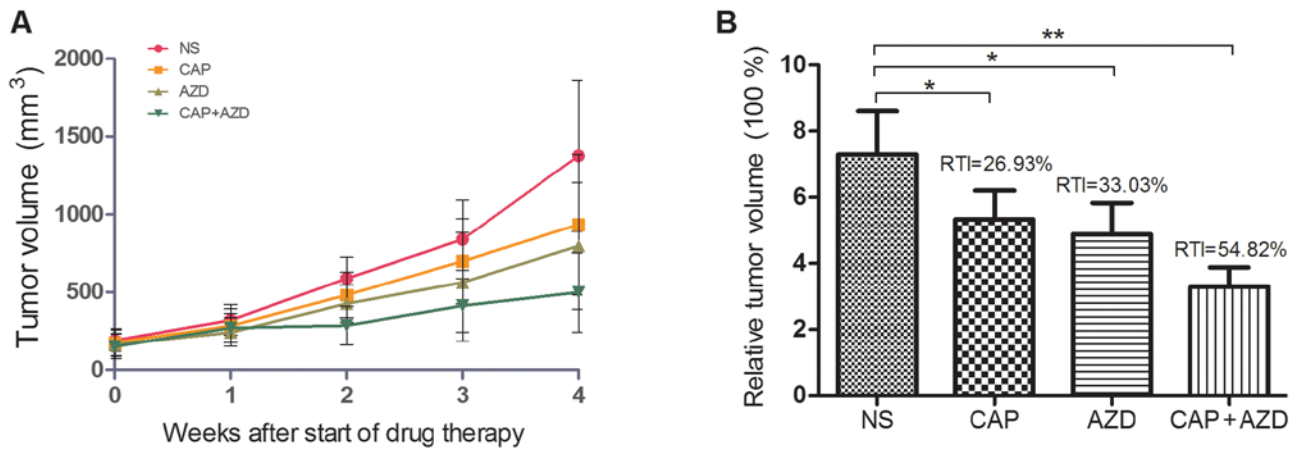 A
Tumor volume (mm³)
2000
1500
1000
500
0
NS
CAP
AZD
CAP+AZD
0 1 2 3 4
Weeks after start of drug therapy
B
Relative tumor volume (100 %)
10
8
6
4
2
0
**
*
*
RTI=26.93%
RTI=33.03%
RTI=54.82%
NS CAP AZD CAP+AZD